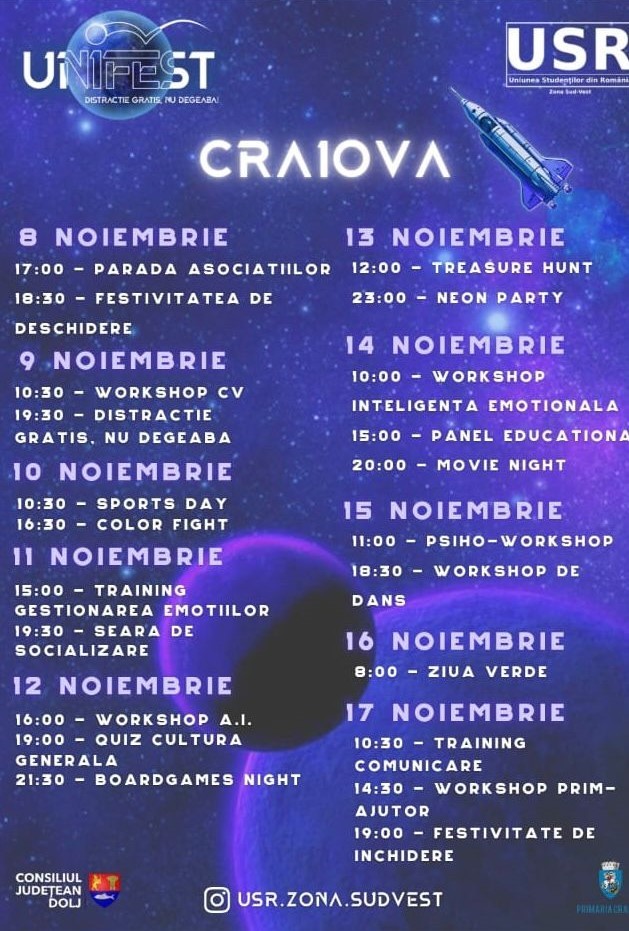 UNIFEST
DISTRACTIE GRATIS, NU DEGEABA!
USR
Uniunea Studenților din Români
Zona Sud-Vest
CRAIOVA
8 NOIEMBRIE
17:00 – PARADA ASOCIATIILOR
18:30 – FESTIVITATEA DE
DESCHIDERE
9 NOIEMBRIE
10:30 – WORKSHOP CV
19:30 – DISTRACTIE
GRATIS, NU DEGEABA
10 NOIEMBRIE
10:30 – SPORTS DAY
16:30 – COLOR FIGHT
11 NOIEMBRIE
15:00 – TRAINING
GESTIONAREA EMOTIILOR
19:30 – SEARA DE
SOCIALIZARE
12 NOIEMBRIE
16:00 – WORKSHOP A.I.
19:00 – QUIZ CULTURA
GENERALA
21:30 – BOARDGAMES NIGHT
13 NOIEMBRIE
12:00 – TREASURE HUNT
23:00 – NEON PARTY
14 NOIEMBRIE
10:00 – WORKSHOP
INTELIGENTA EMOTIONALA
15:00 – PANEL EDUCATIONA
20:00 – MOVIE NIGHT
15 NOIEMBRIE
11:00 – PSIHO-WORKSHOP
18:30 – WORKSHOP DE
DANS
16 NOIEMBRIE
8:00 – ZIUA VERDE
17 NOIEMBRIE
10:30 – TRAINING
COMUNICARE
14:30 – WORKSHOP PRIM-
AJUTOR
19:00 – FESTIVITATE DE
INCHIDERE
CONSILIUL
JUDEȚEAN
DOLJ
USR.ZONA.SUDVEST
PRIMARIA CRA